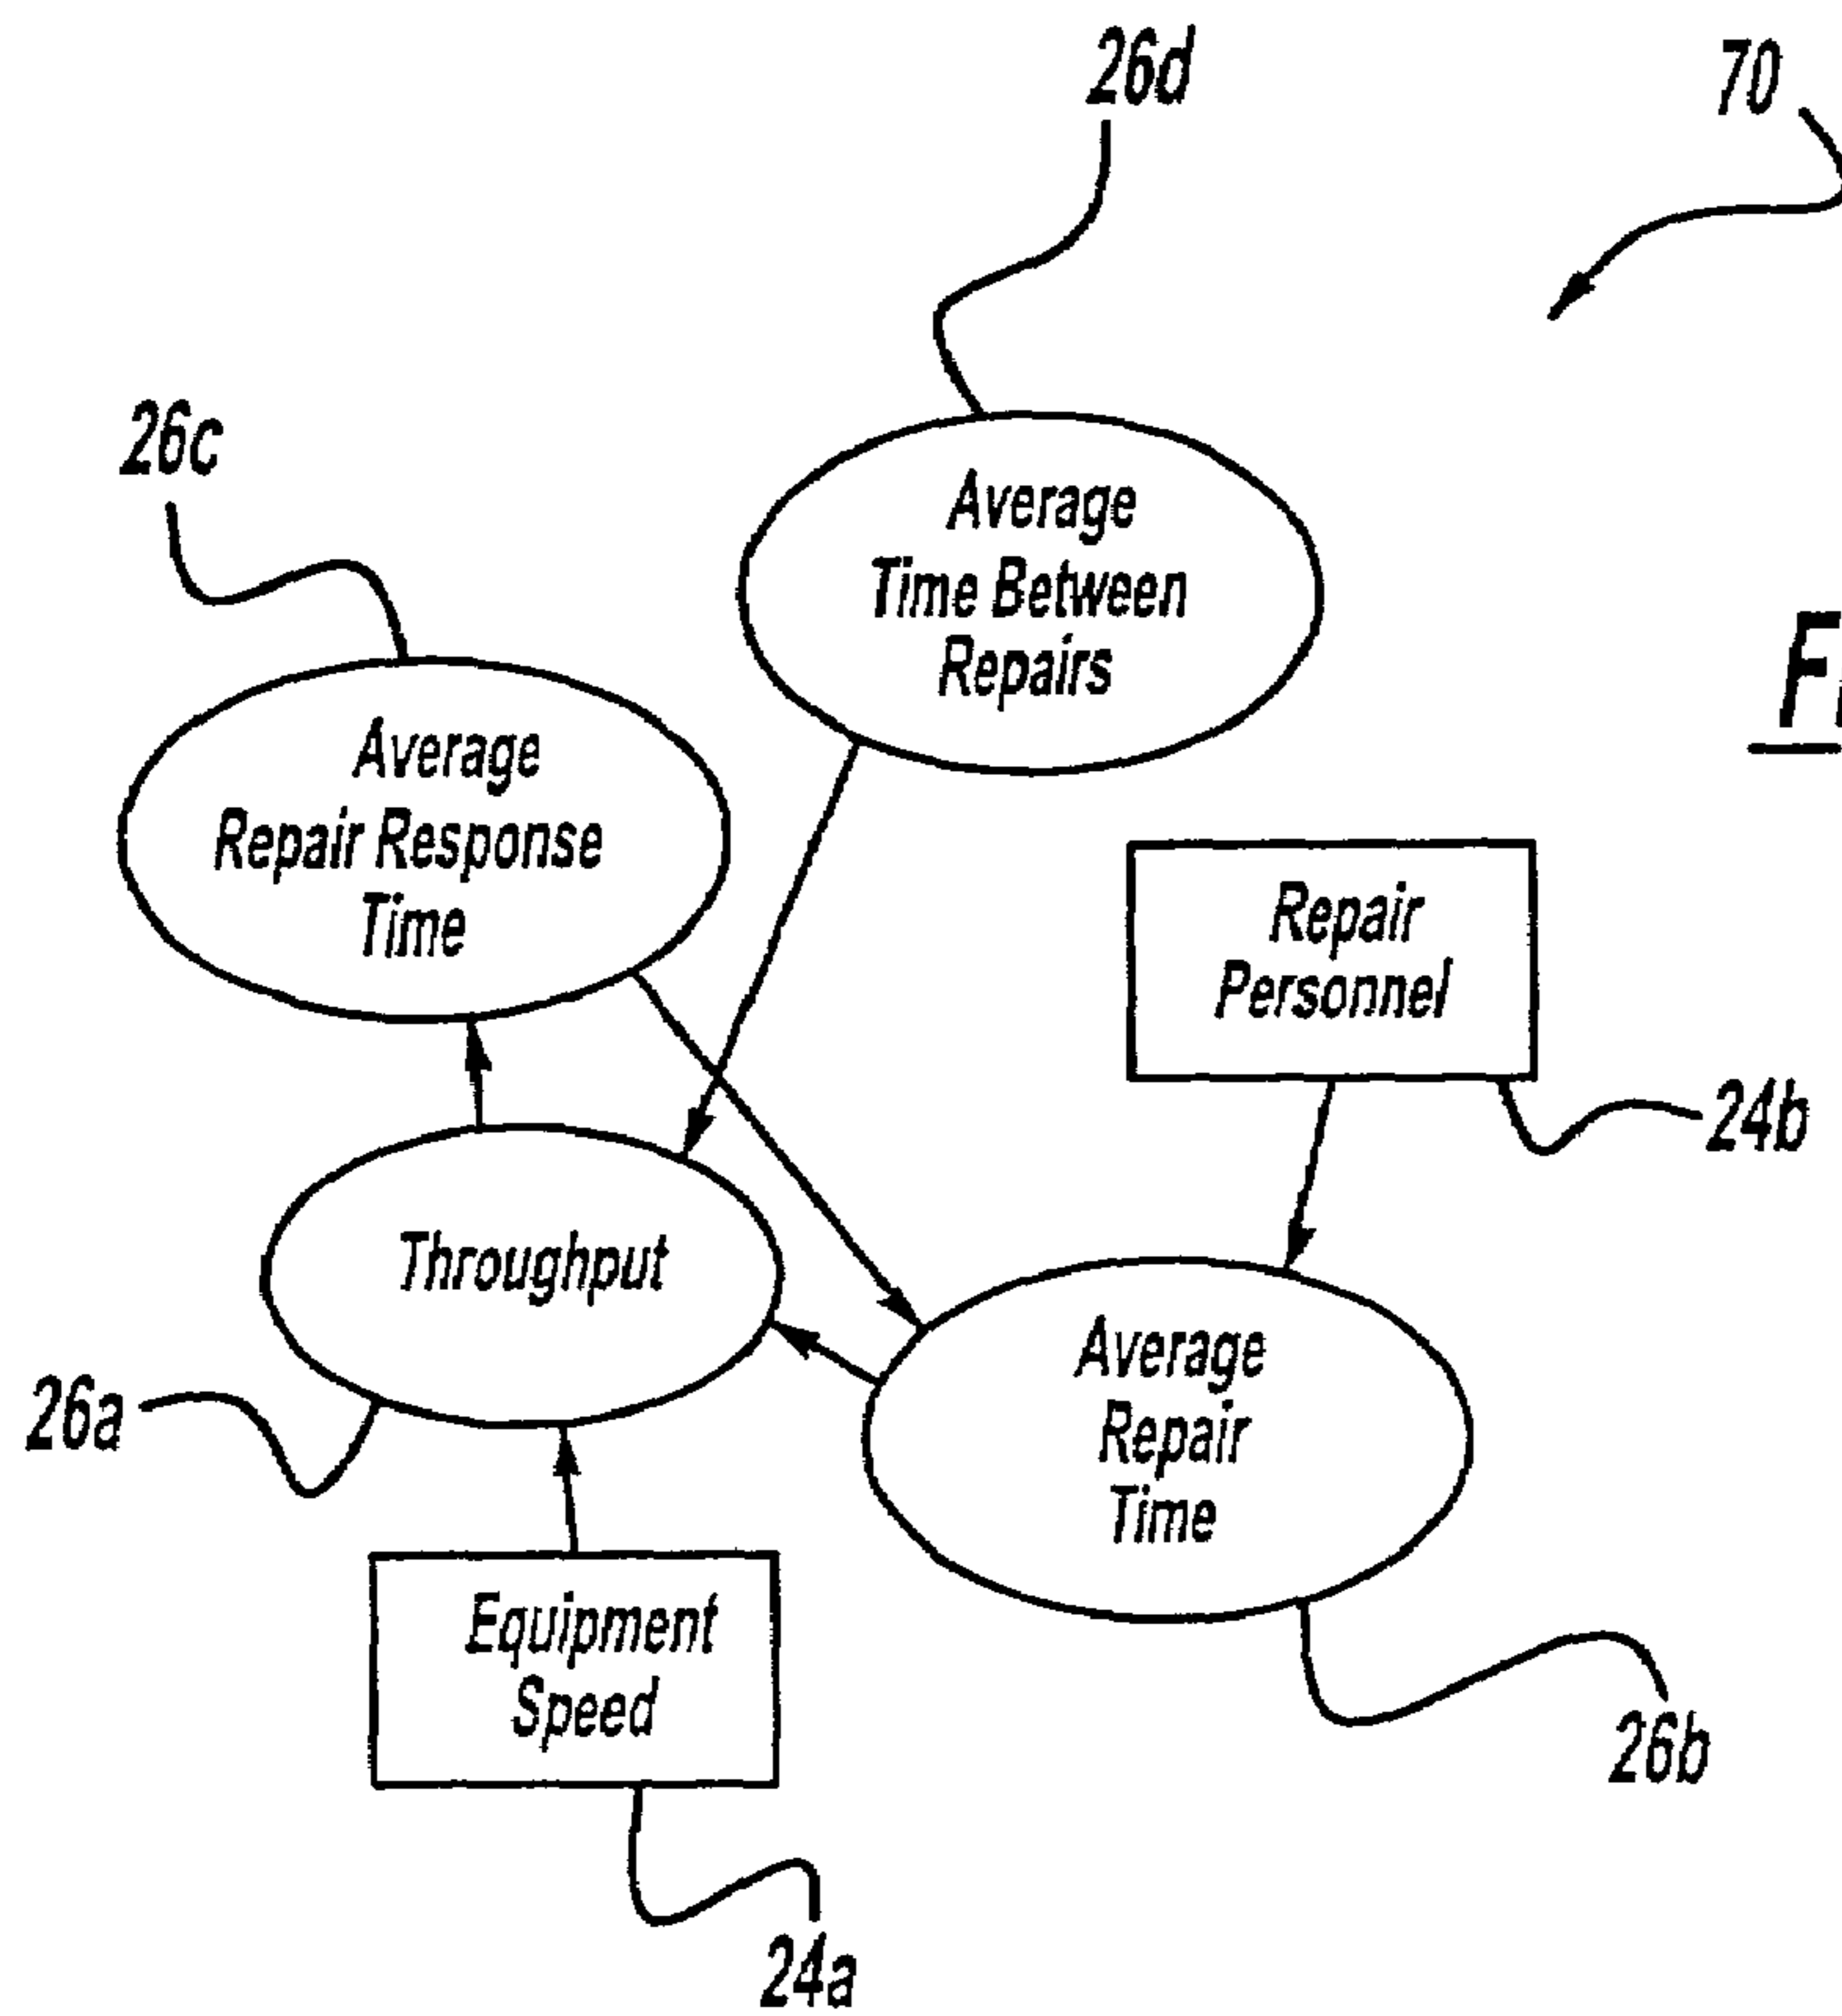 26d
70
26c
Average
Time Between
Repairs
Average
Repair Response
Time
Repair
Personnel
24b
Throughput
Average
Repair
Time
26a
Equipment
Speed
26b
24a